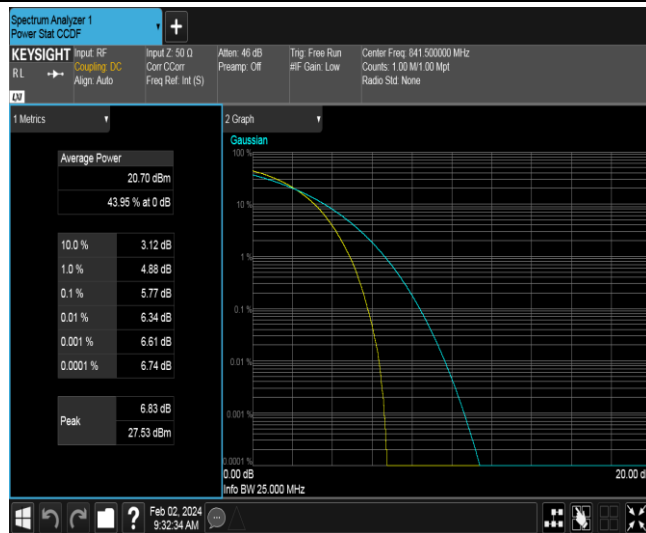 Spectrum Analyzer 1
Power Stat CCDF
+
KEYSIGHT
RL
Input: RF
Coupling: DC
Align: Auto
Input Z: 50 Ω
Corr CCorr
Freq Ref: Int (S)
Atten: 46 dB
Preamp: Off
Trig: Free Run
#IF Gain: Low
Center Freq: 841.500000 MHz
Counts: 1.00 M/1.00 Mpt
Radio Std: None
1 Metrics
Average Power
20.70 dBm
43.95 % at 0 dB
10.0 % 3.12 dB
1.0 % 4.88 dB
0.1 % 5.77 dB
0.01 % 6.34 dB
0.001 % 6.61 dB
0.0001 % 6.74 dB
Peak
6.83 dB
27.53 dBm
2 Graph
Gaussian
100 %
10 %
1 %
0.1 %
0.01 %
0.001 %
0.0001 %
0.00 dB
20.00 d
Info BW 25.000 MHz
?
Feb 02, 2024
9:32:34 AM